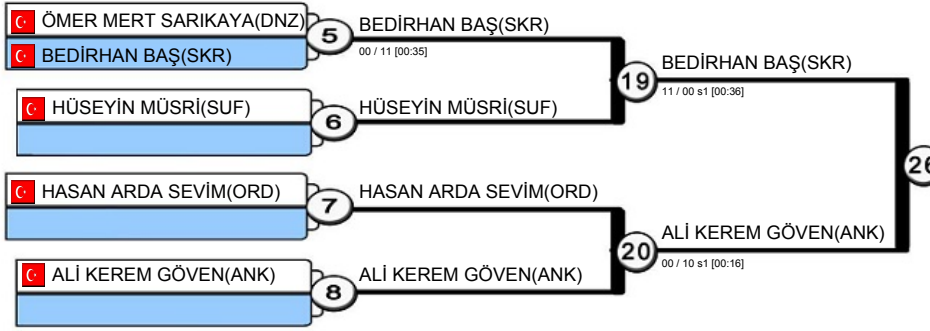 ÖMER MERT SARIKAYA(DNZ)
BEDİRHAN BAŞ(SKR)
5
BEDİRHAN BAŞ(SKR)
00 / 11 [00:35]
HÜSEYİN MÜSRİ(SUF)
6
HÜSEYİN MÜSRİ(SUF)
19
BEDİRHAN BAŞ(SKR)
11 / 00 s1 [00:36]
HASAN ARDA SEVİM(ORD)
7
HASAN ARDA SEVİM(ORD)
ALİ KEREM GÖVEN(ANK)
8
ALİ KEREM GÖVEN(ANK)
20
ALİ KEREM GÖVEN(ANK)
00 / 10 s1 [00:16]
26